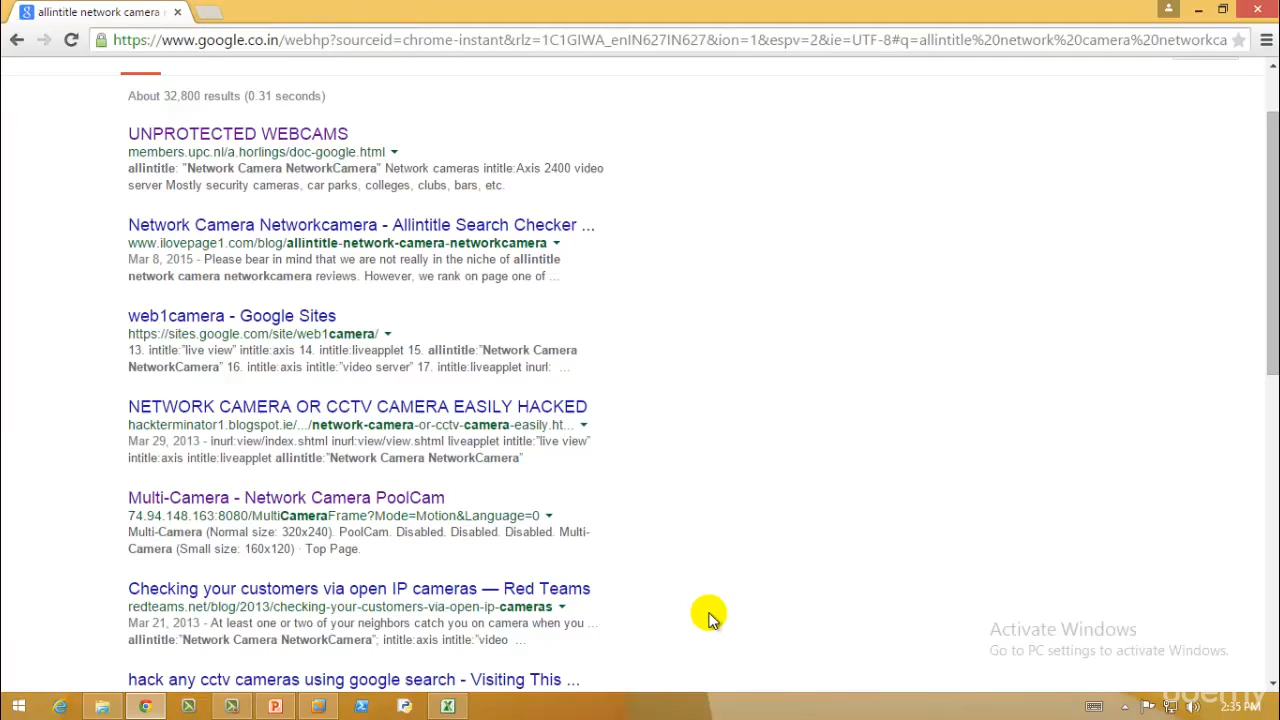 allintitle network camera
https://www.google.co.in/webhp?sourceid=chrome-instant&rlz=1C1GIWA_enIN627IN627&ion=1&espv=2&ie=UTF-8#q=allintitle%20network%20camera%20networkca
About 32,800 results (0.31 seconds)
UNPROTECTED WEBCAMS
members.upc.nl/a.horlings/doc-google.html
allintitle: "Network Camera NetworkCamera" Network cameras intitle:Axis 2400 video
server Mostly security cameras, car parks, colleges, clubs, bars, etc.
Network Camera Networkcamera - Allintitle Search Checker ...
www.ilovepage1.com/blog/allintitle-network-camera-networkcamera
Mar 8, 2015 - Please bear in mind that we are not really in the niche of allintitle
network camera networkcamera reviews. However, we rank on page one of ...
web1camera - Google Sites
https://sites.google.com/site/web1camera/
13. intitle:"live view" intitle:axis 14. intitle:liveapplet 15. allintitle:"Network Camera
NetworkCamera" 16. intitle:axis intitle:"video server" 17. intitle:liveapplet inurl: ...
NETWORK CAMERA OR CCTV CAMERA EASILY HACKED
hackterminator1.blogspot.ie/.../network-camera-or-cctv-camera-easily.ht...
Mar 29, 2013 - inurl:view/index.shtml inurl:view/view.shtml liveapplet intitle:"live view"
intitle:axis intitle:liveapplet allintitle:"Network Camera NetworkCamera"
Multi-Camera - Network Camera PoolCam
74.94.148.163:8080/MultiCameraFrame?Mode=Motion&Language=0
Multi-Camera (Normal size: 320x240). PoolCam. Disabled. Disabled. Disabled. Multi-
Camera (Small size: 160x120) · Top Page.
Checking your customers via open IP cameras — Red Teams
redteams.net/blog/2013/checking-your-customers-via-open-ip-cameras
Mar 21, 2013 - At least one or two of your neighbors catch you on camera when you ...
allintitle:"Network Camera NetworkCamera"; intitle:axis intitle:"video ...
hack any cctv cameras using google search - Visiting This ...
Activate Windows
Go to PC settings to activate Windows.
udemy
2:35 PM